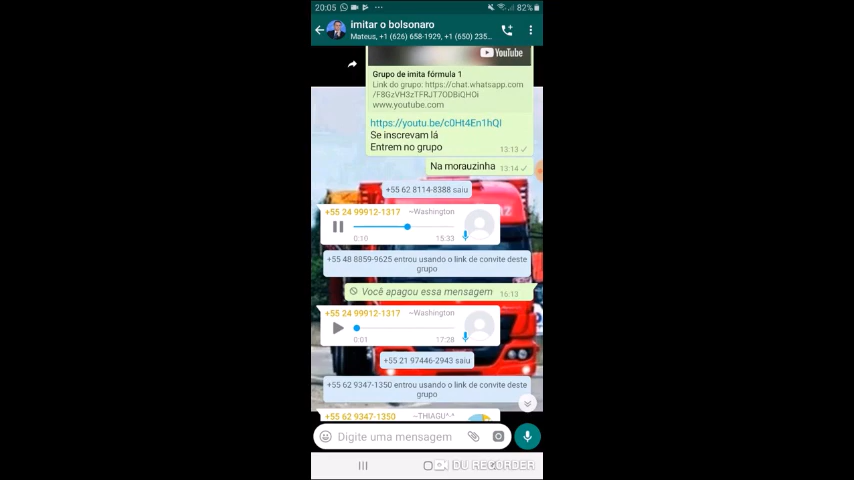 20:05
82%
imitar o bolsonaro
Mateus, +1 (626) 658-1929, +1 (650) 235...
YouTube
Grupo de imita fórmula 1
Link do grupo: https://chat.whatsapp.com
/F8GzVH3zTFRJT7ODBiQHOi
www.youtube.com
https://youtu.be/c0Ht4En1hQI
Se inscrevam lá
Entrem no grupo
13:13
Na morauzinha 13:14
+55 62 8114-8388 saiu
+55 24 99912-1317 ~Washington
0:10 15:33
+55 48 8859-9625 entrou usando o link de convite deste
grupo
Você apagou essa mensagem 16:13
+55 24 99912-1317 ~Washington
0:01 17:28
+55 21 97446-2943 saiu
+55 62 9347-1350 entrou usando o link de convite deste
grupo
+55 62 9347-1350 ~THIAGU^-^
Digite uma mensagem
DU RECORDER